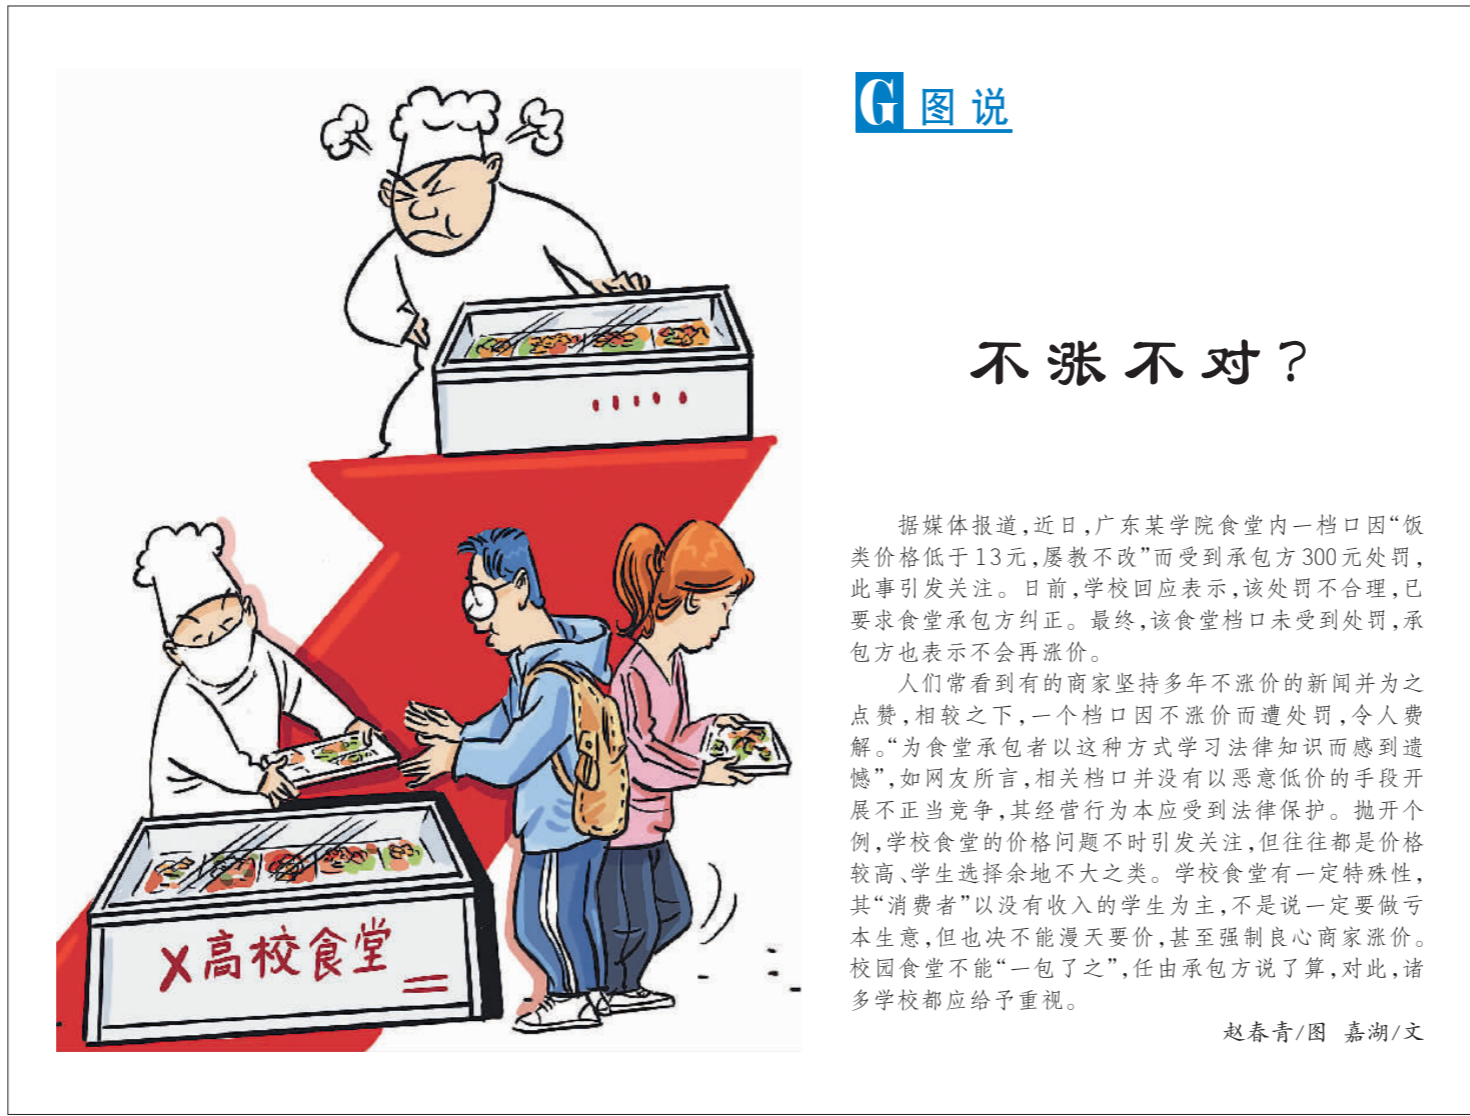 G 图说
不涨不对?
据媒体报道,近日,广东某学院食堂内一档口因“饭
类价格低于13元,屡教不改”而受到承包方300元处罚,
此事引发关注。日前,学校回应表示,该处罚不合理,已
要求食堂承包方纠正。最终,该食堂档口未受到处罚,承
包方也表示不会再涨价。
人们常看到有的商家坚持多年不涨价的新闻并为之
点赞,相较之下,一个档口因不涨价而遭处罚,令人费
解。“为食堂承包者以这种方式学习法律知识而感到遗
憾”,如网友所言,相关档口并没有以恶意低价的手段开
展不正当竞争,其经营行为本应受到法律保护。抛开个
例,学校食堂的价格问题不时引发关注,但往往都是价格
较高、学生选择余地不大之类。学校食堂有一定特殊性,
其“消费者”以没有收入的学生为主,不是说一定要做亏
本生意,但也决不能漫天要价,甚至强制良心商家涨价。
校园食堂不能“一包了之”,任由承包方说了算,对此,诸
多学校都应给予重视。
赵春青/图 嘉湖/文
X高校食堂